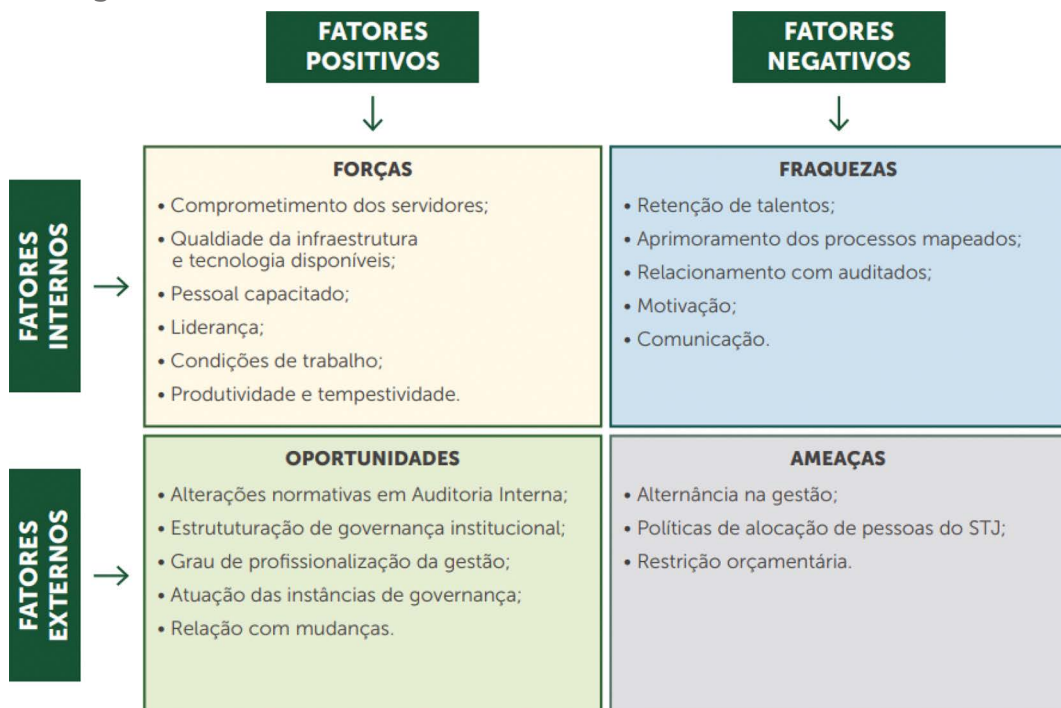 FATORES
POSITIVOS
FATORES
NEGATIVOS
FATORES
INTERNOS
FORÇAS
• Comprometimento dos servidores;
• Qualdiade da infraestrutura
e tecnologia disponíveis;
• Pessoal capacitado;
• Liderança;
• Condições de trabalho;
• Produtividade e tempestividade.
FRAQUEZAS
• Retenção de talentos;
• Aprimoramento dos processos mapeados;
• Relacionamento com auditados;
• Motivação;
• Comunicação.
FATORES
EXTERNOS
OPORTUNIDADES
• Alterações normativas em Auditoria Interna;
• Estrututuração de governança institucional;
• Grau de profissionalização da gestão;
• Atuação das instâncias de governança;
• Relação com mudanças.
AMEAÇAS
• Alternância na gestão;
• Políticas de alocação de pessoas do STJ;
• Restrição orçamentária.